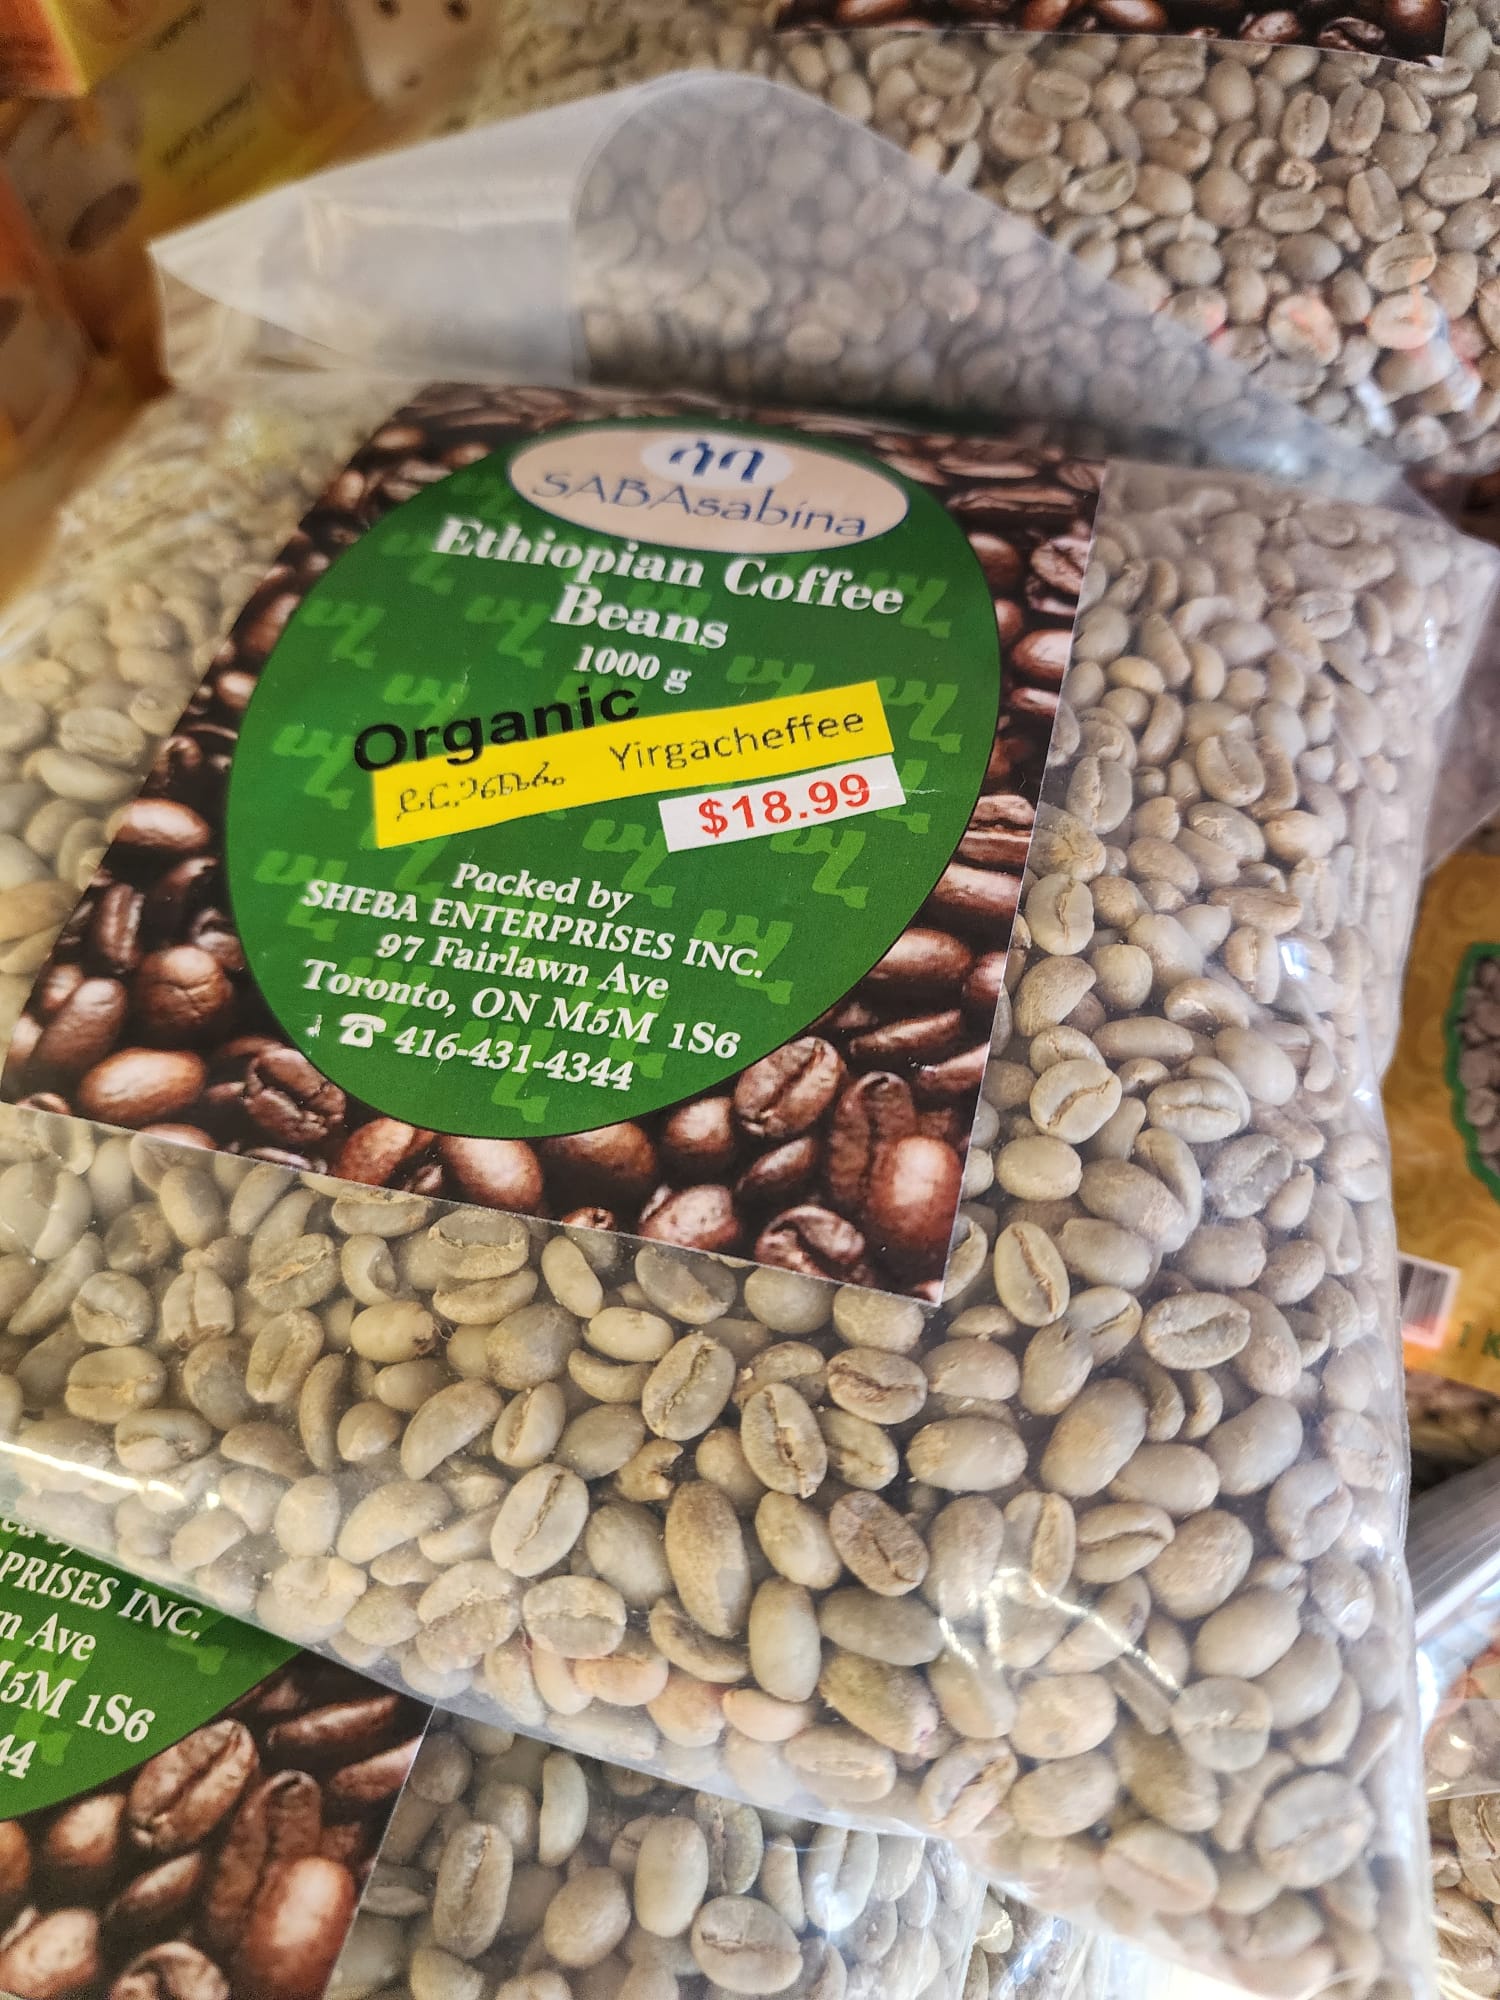 ሳባ
SABAsabina
Ethiopian Coffee
Beans
1000 g
Organic
ይርጋጨፌ Yirgacheffee
$18.99
Packed by
SHEBA ENTERPRISES INC.
97 Fairlawn Ave
Toronto, ON M5M 1S6
☎ 416-431-4344
PRISES INC.
Ave
5M 1S6
44